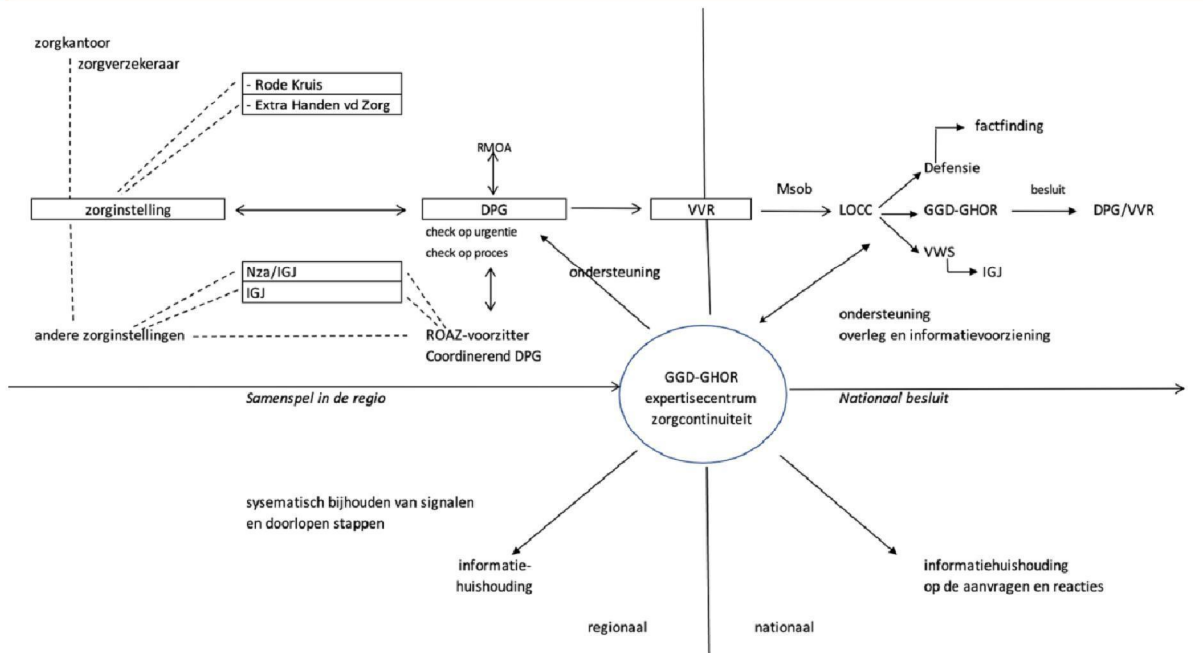 zorgkantoor
zorgverzekeraar
- Rode Kruis
- Extra Handen vd Zorg
factfinding
RMOA
Defensie
Msob
besluit
zorginstelling
DPG
VVR
LOCC
GGD-GHOR
DPG/VVR
check op urgentie
check op proces
VWS
ondersteuning
Nza/IGJ
IGJ
IGJ
andere zorginstellingen
ROAZ-voorzitter
Coordinerend DPG
ondersteuning
overleg en informatievoorziening
GGD-GHOR
expertisecentrum
zorgcontinuiteit
Samenspel in de regio
Nationaal besluit
sysematisch bijhouden van signalen
en doorlopen stappen
informatie-
huishouding
informatiehuishouding
op de aanvragen en reacties
regionaal
nationaal